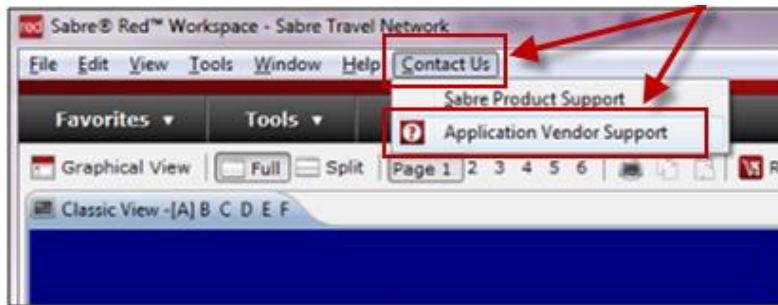 red Sabre® Red™ Workspace - Sabre Travel Network
File Edit View Tools Window Help Contact Us
Sabre Product Support
Favorites ▾ Tools ▾
Application Vendor Support
Graphical View Full Split Page 1 2 3 4 5 6 R
Classic View -[A] B C D E F